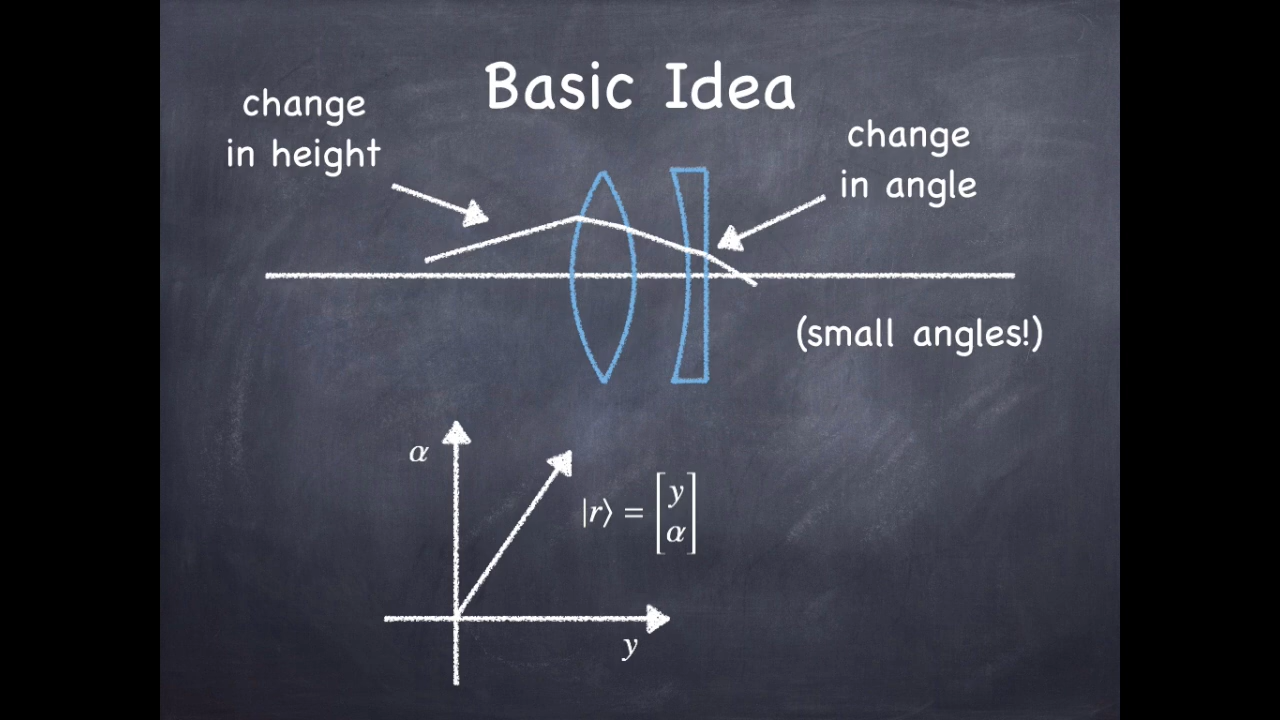 Basic Idea
change
in height
change
in angle
(small angles!)
α
|r⟩ = [y
α]
y